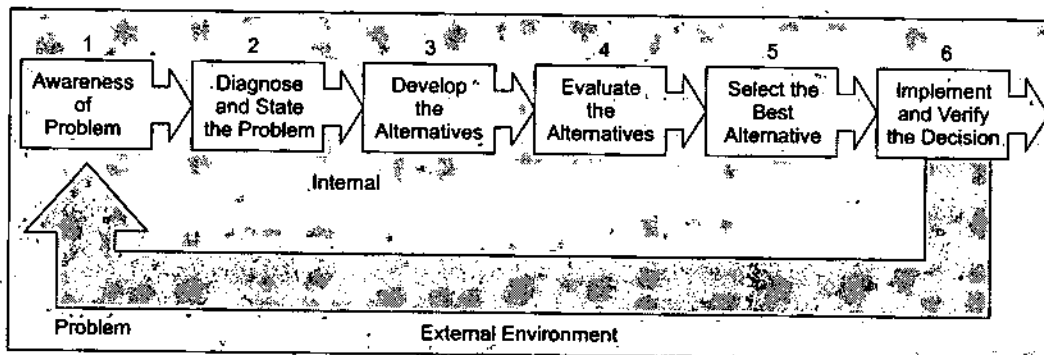 1
Awareness
of
Problem
2
Diagnose
and State
the Problem
3
Develop
the
Alternatives
4
Evaluate
the
Alternatives
5
Select the
Best
Alternative
6
Implement
and Verify
the Decision
Internal
Problem
External Environment